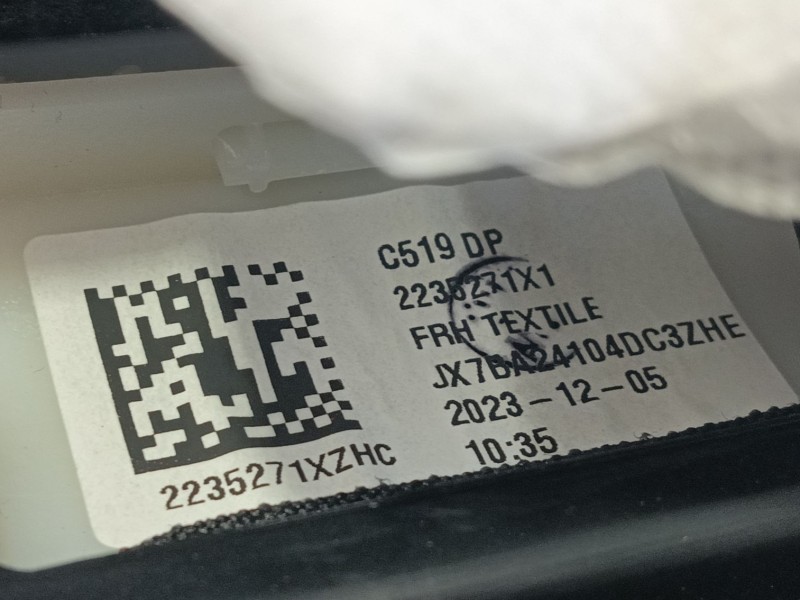 C519 DP
2235271X1
FRH TEXTILE
JX7BA24104DC3ZHE
2023-12-05
10:35
2235271XZHC